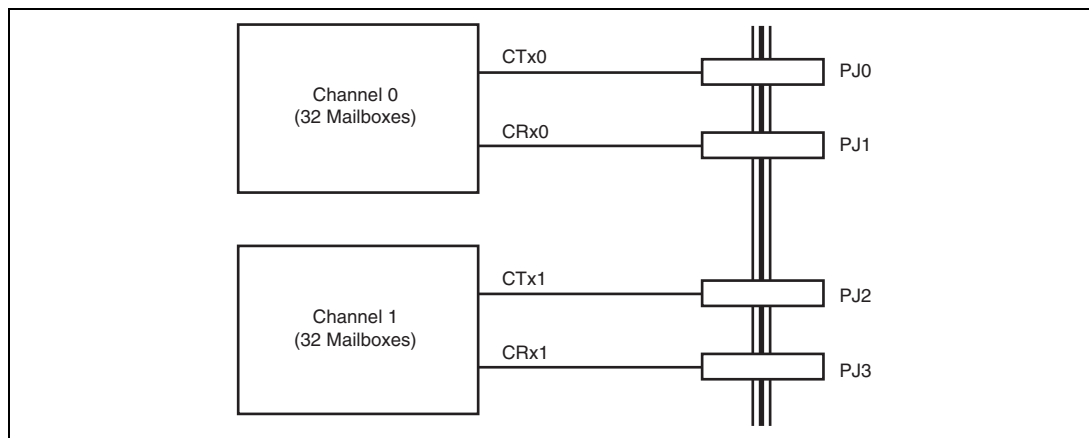 CTx0
PJ0
Channel 0
(32 Mailboxes)
CRx0
PJ1
CTx1
PJ2
Channel 1
(32 Mailboxes)
CRx1
PJ3